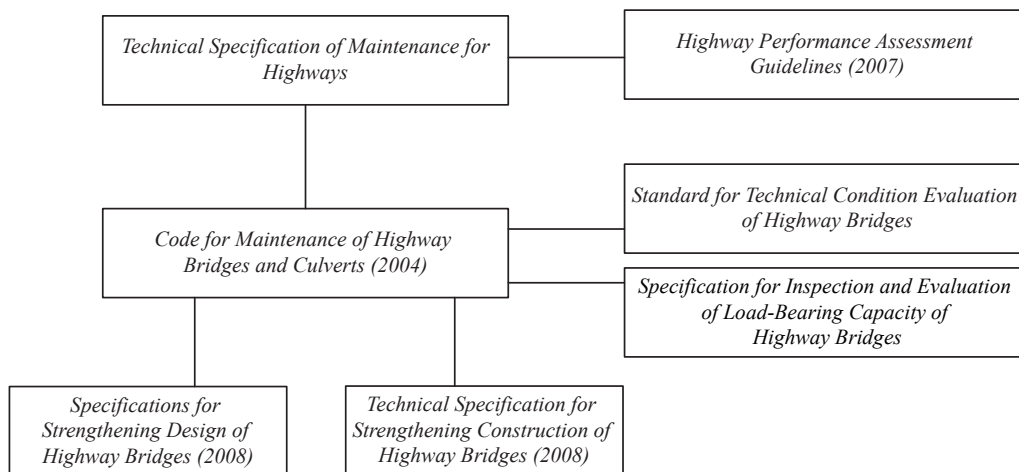 Technical Specification of Maintenance for
Highways
Highway Performance Assessment
Guidelines (2007)
Standard for Technical Condition Evaluation
of Highway Bridges
Code for Maintenance of Highway
Bridges and Culverts (2004)
Specification for Inspection and Evaluation
of Load-Bearing Capacity of
Highway Bridges
Specifications for
Strengthening Design of
Highway Bridges (2008)
Technical Specification for
Strengthening Construction of
Highway Bridges (2008)